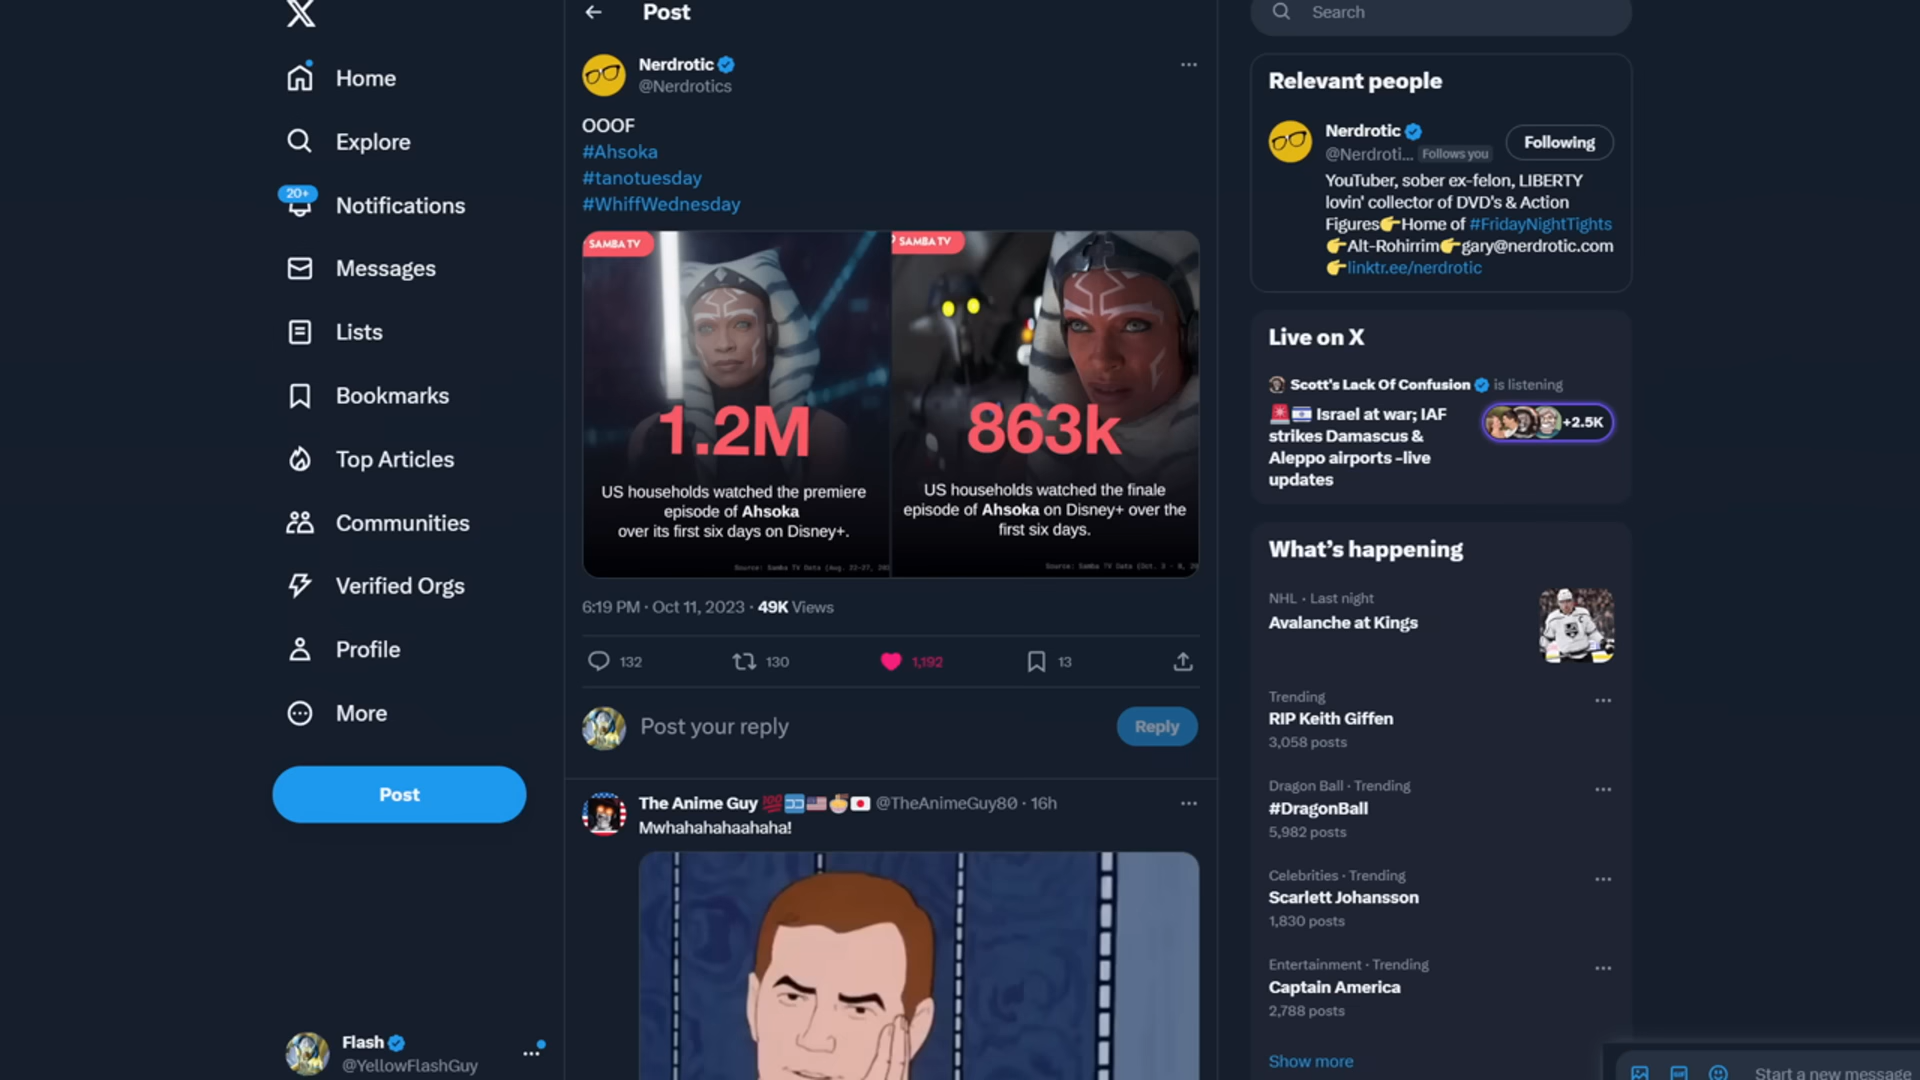 Home
Explore
20+
Notifications
Messages
Lists
Bookmarks
Top Articles
Communities
Verified Orgs
Profile
More
Post
Flash
@YellowFlashGuy
Post
Nerdrotic
@Nerdrotics
OOOF
#Ahsoka
#tanotuesday
#WhiffWednesday
SAMBA TV
1.2M
US households watched the premiere
episode of Ahsoka
over its first six days on Disney+.
Source: Samba TV Data (Aug. 22-27, 20
SAMBA TV
863k
US households watched the finale
episode of Ahsoka on Disney+ over the
first six days.
Source: Samba TV Data (Oct. 3 - 8, 2
6:19 PM · Oct 11, 2023 · 49K Views
132
130
1,192
13
Post your reply
Reply
The Anime Guy 💯 @TheAnimeGuy80 · 16h
Mwhahahahaahaha!
Search
Relevant people
Nerdrotic
Following
@Nerdroti... Follows you
YouTuber, sober ex-felon, LIBERTY
lovin' collector of DVD's & Action
Figures👉Home of #FridayNightTights
👉Alt-Rohirrim👉gary@nerdrotic.com
👉linktr.ee/nerdrotic
Live on X
Scott's Lack Of Confusion is listening
🚨🇮🇱 Israel at war; IAF
strikes Damascus &
Aleppo airports -live
updates
+2.5K
What's happening
NHL · Last night
Avalanche at Kings
Trending
RIP Keith Giffen
3,058 posts
Dragon Ball · Trending
#DragonBall
5,982 posts
Celebrities · Trending
Scarlett Johansson
1,830 posts
Entertainment · Trending
Captain America
2,788 posts
Show more
Start a new message